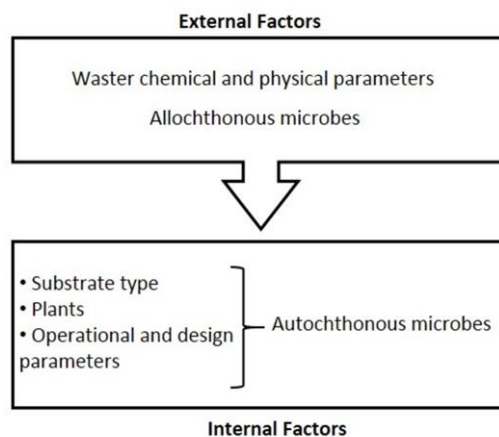 External Factors
Waster chemical and physical parameters
Allochthonous microbes
• Substrate type
• Plants
• Operational and design
parameters
Autochthonous microbes
Internal Factors